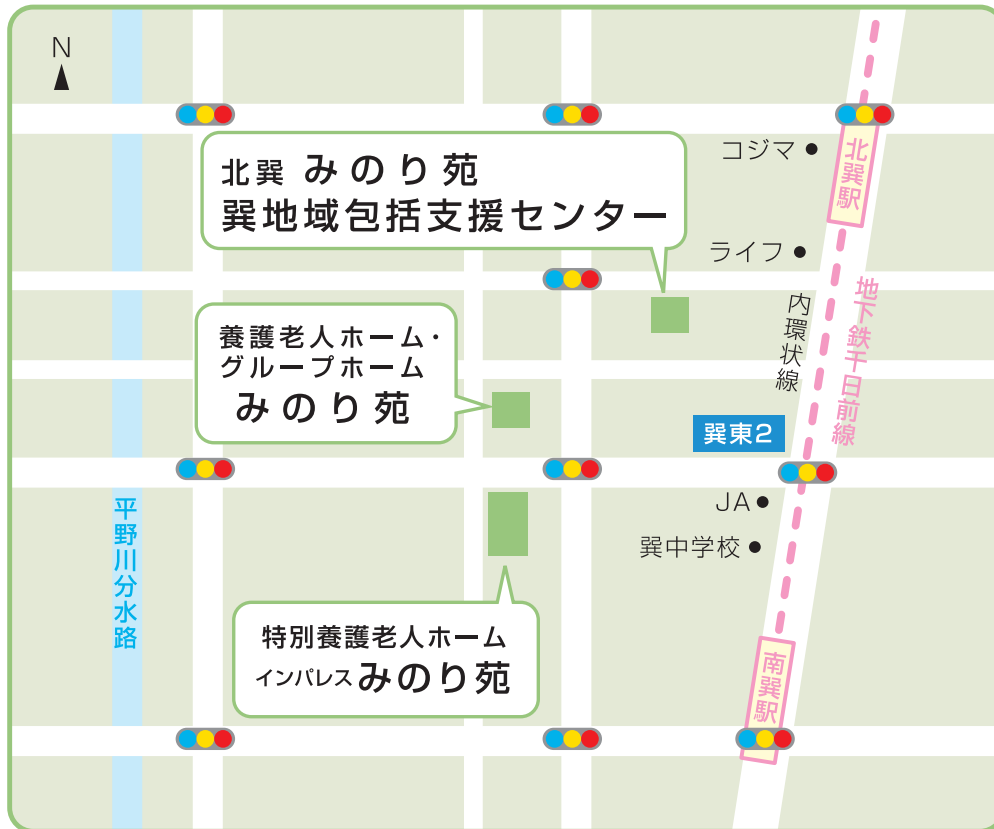 N
コジマ
北巽駅
北巽 みのり苑
巽地域包括支援センター
ライフ
内環状線
地下鉄千日前線
養護老人ホーム・
グループホーム
みのり苑
巽東2
JA
巽中学校
平野川分水路
特別養護老人ホーム
インパレス みのり苑
南巽駅